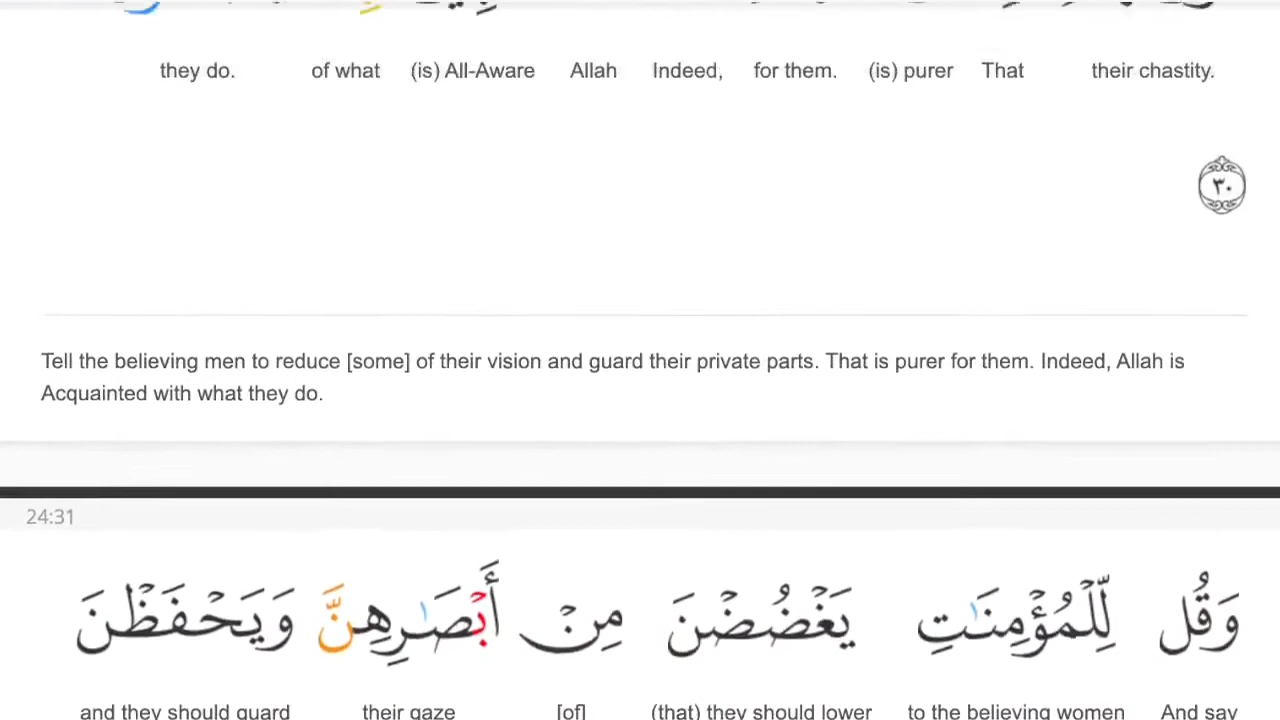 they do. of what (is) All-Aware Allah Indeed, for them. (is) purer That their chastity.
٣٠
Tell the believing men to reduce [some] of their vision and guard their private parts. That is purer for them. Indeed, Allah is
Acquainted with what they do.
24:31
وَقُل لِّلْمُؤْمِنَٰتِ يَغْضُضْنَ مِنْ أَبْصَٰرِهِنَّ وَيَحْفَظْنَ
and they should guard their gaze [of] (that) they should lower to the believing women And say